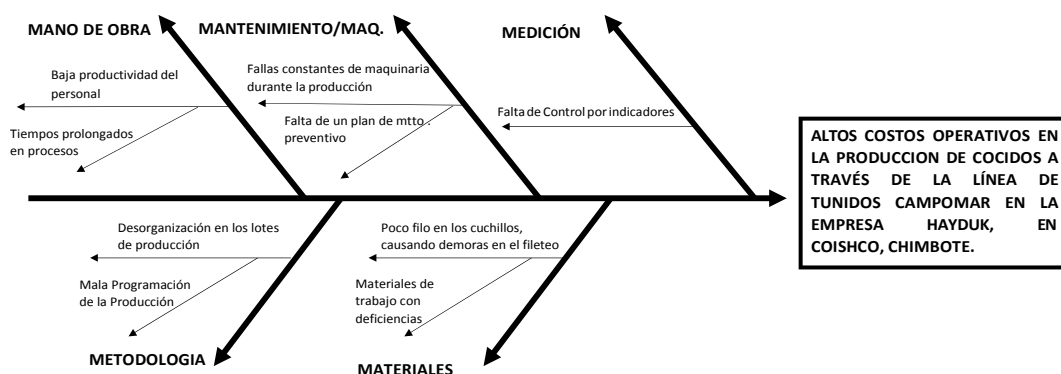 MANO DE OBRA
Baja productividad del
personal
Tiempos prolongados
en procesos
MANTENIMIENTO/MAQ.
Fallas constantes de maquinaria
durante la producción
Falta de un plan de mtto .
preventivo
MEDICIÓN
Falta de Control por indicadores
ALTOS COSTOS OPERATIVOS EN
LA PRODUCCION DE COCIDOS A
TRAVÉS DE LA LÍNEA DE
TUNIDOS CAMPOMAR EN LA
EMPRESA HAYDUK, EN
COISHCO, CHIMBOTE.
Desorganización en los lotes
de producción
Mala Programación
de la Producción
METODOLOGIA
Poco filo en los cuchillos,
causando demoras en el fileteo
Materiales de
trabajo con
deficiencias
MATERIALES